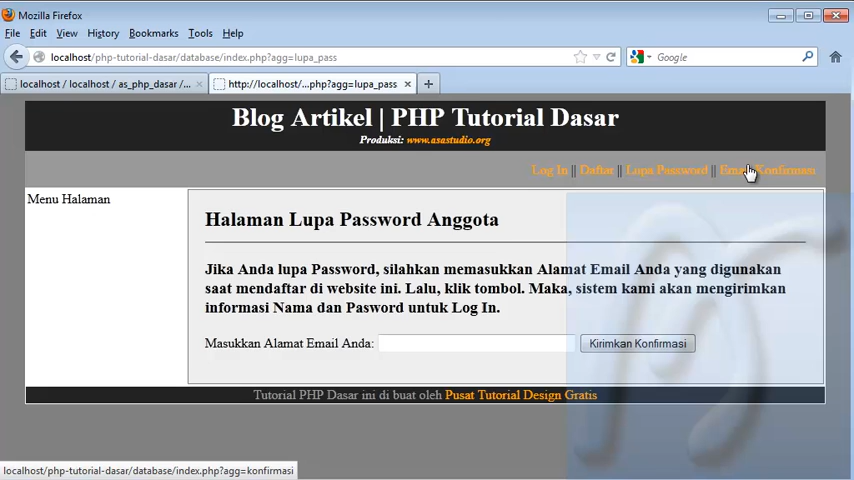 Mozilla Firefox
File Edit View History Bookmarks Tools Help
localhost/php-tutorial-dasar/database/index.php?agg=lupa_pass
Google
localhost / localhost / as_php_dasar /...
http://localhost/...php?agg=lupa_pass
Blog Artikel | PHP Tutorial Dasar
Produksi: www.asastudio.org
Log In || Daftar || Lupa Password || Email Konfirmasi
Menu Halaman
Halaman Lupa Password Anggota
Jika Anda lupa Password, silahkan memasukkan Alamat Email Anda yang digunakan
saat mendaftar di website ini. Lalu, klik tombol. Maka, sistem kami akan mengirimkan
informasi Nama dan Pasword untuk Log In.
Masukkan Alamat Email Anda: Kirimkan Konfirmasi
Tutorial PHP Dasar ini di buat oleh Pusat Tutorial Design Gratis
localhost/php-tutorial-dasar/database/index.php?agg=konfirmasi